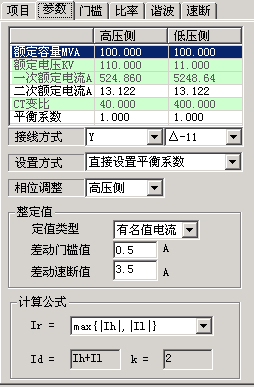 项目 参数 门槛 比率 谐波 速断
高压侧 低压侧
额定容量MVA 100.000 100.000
额定电压KV 110.000 11.000
一次额定电流A 524.860 5248.64
二次额定电流A 13.122 13.122
CT变比 40.000 400.000
平衡系数 1.000 1.000
接线方式 Y △-11
设置方式 直接设置平衡系数
相位调整 高压侧
整定值
定值类型 有名值电流
差动门槛值 0.5 A
差动速断值 3.5 A
计算公式
Ir = max{|Ih|, |Il|}
Id = Ih+Il k = 2